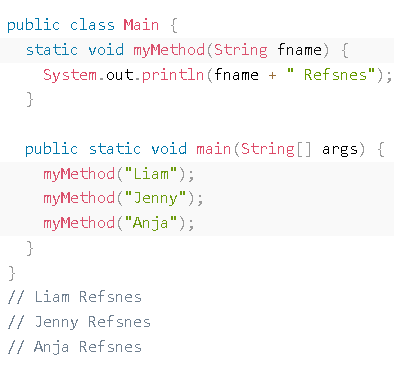 public class Main {
static void myMethod(String fname) {
System.out.println(fname + " Refsnes");
}
public static void main(String[] args) {
myMethod("Liam");
myMethod("Jenny");
myMethod("Anja");
}
}
// Liam Refsnes
// Jenny Refsnes
// Anja Refsnes